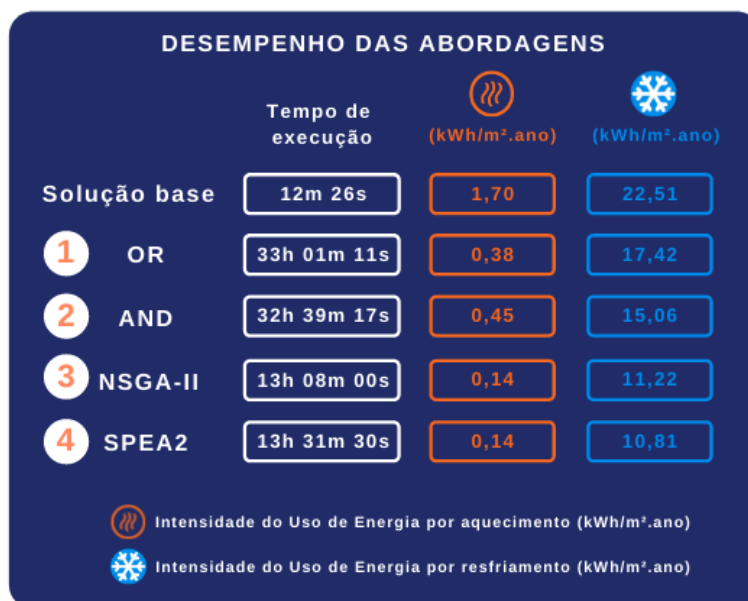 DESEMPENHO DAS ABORDAGENS
Tempo de
execução
(kWh/m².ano)
(kWh/m².ano)
Solução base 12m 26s 1,70 22,51
1 OR 33h 01m 11s 0,38 17,42
2 AND 32h 39m 17s 0,45 15,06
3 NSGA-II 13h 08m 00s 0,14 11,22
4 SPEA2 13h 31m 30s 0,14 10,81
Intensidade do Uso de Energia por aquecimento (kWh/m².ano)
Intensidade do Uso de Energia por resfriamento (kWh/m².ano)